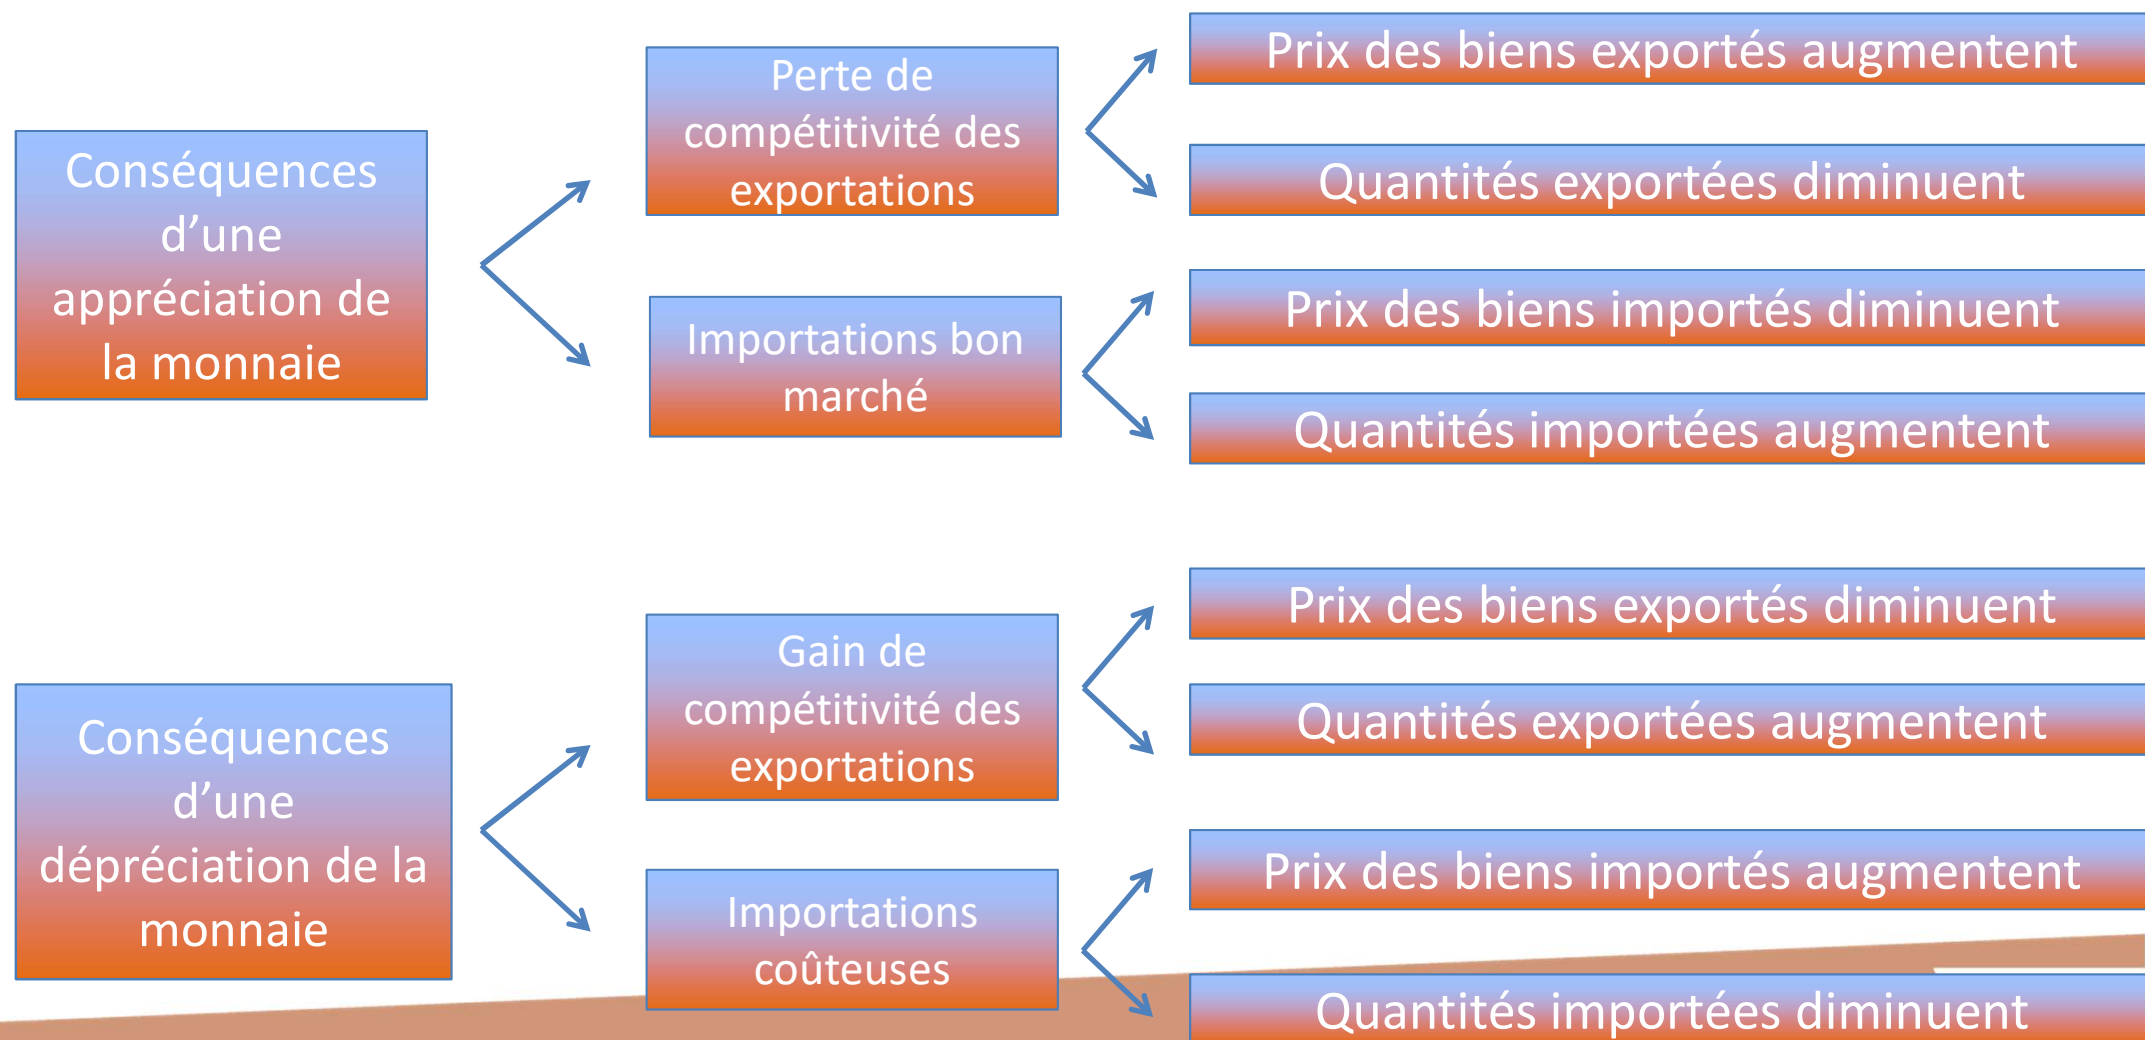 Conséquences
d’une
appréciation de
la monnaie
Perte de
compétitivité des
exportations
Prix des biens exportés augmentent
Quantités exportées diminuent
Importations bon
marché
Prix des biens importés diminuent
Quantités importées augmentent
Conséquences
d’une
dépréciation de la
monnaie
Gain de
compétitivité des
exportations
Prix des biens exportés diminuent
Quantités exportées augmentent
Importations
coûteuses
Prix des biens importés augmentent
Quantités importées diminuent